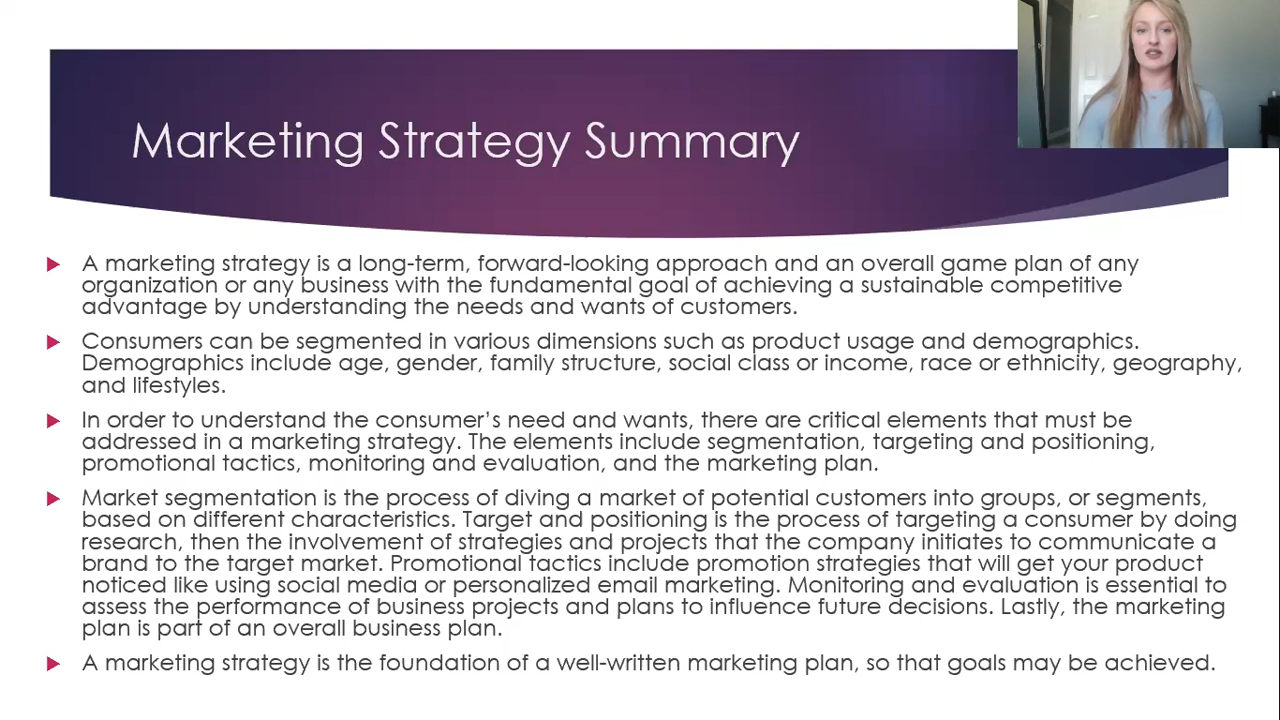 Marketing Strategy Summary
A marketing strategy is a long-term, forward-looking approach and an overall game plan of any
organization or any business with the fundamental goal of achieving a sustainable competitive
advantage by understanding the needs and wants of customers.
Consumers can be segmented in various dimensions such as product usage and demographics.
Demographics include age, gender, family structure, social class or income, race or ethnicity, geography,
and lifestyles.
In order to understand the consumer’s need and wants, there are critical elements that must be
addressed in a marketing strategy. The elements include segmentation, targeting and positioning,
promotional tactics, monitoring and evaluation, and the marketing plan.
Market segmentation is the process of diving a market of potential customers into groups, or segments,
based on different characteristics. Target and positioning is the process of targeting a consumer by doing
research, then the involvement of strategies and projects that the company initiates to communicate a
brand to the target market. Promotional tactics include promotion strategies that will get your product
noticed like using social media or personalized email marketing. Monitoring and evaluation is essential to
assess the performance of business projects and plans to influence future decisions. Lastly, the marketing
plan is part of an overall business plan.
A marketing strategy is the foundation of a well-written marketing plan, so that goals may be achieved.